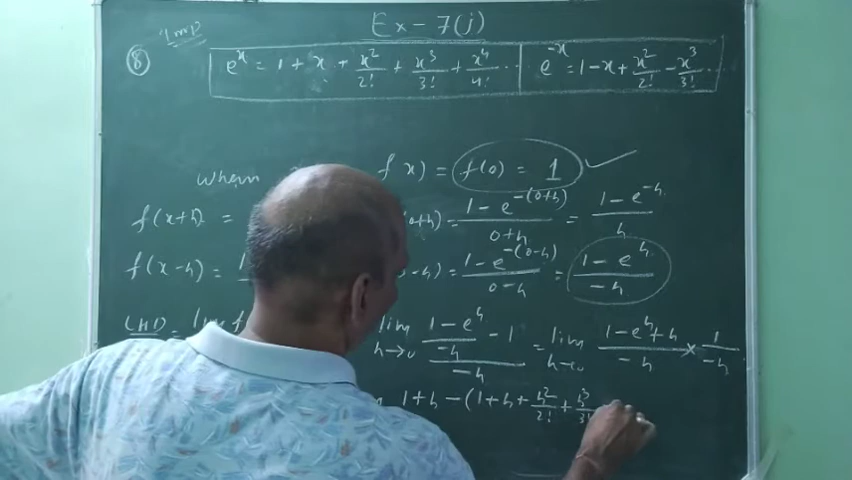 Ex-7(j)
Imp
⑧ e^x = 1 + x + x²/2! + x³/3! + x⁴/4! ... e^-x = 1 - x + x²/2! - x³/3! ...
when f x) = f(0) = 1 ✓
f(x+h) = 0+h) = (1 - e^-(0+h))/(0+h) = (1 - e^-h)/h
f(x-h) = 1 -h) = (1 - e^-(0-h))/(0-h) = (1 - e^h)/(-h)
LHD = lim f lim h→0 ((1 - e^h)/(-h) - 1)/(-h) = lim h→0 (1 - e^h + h)/(-h) × 1/(-h)
1 + h - (1 + h + h²/2! + h³/3!